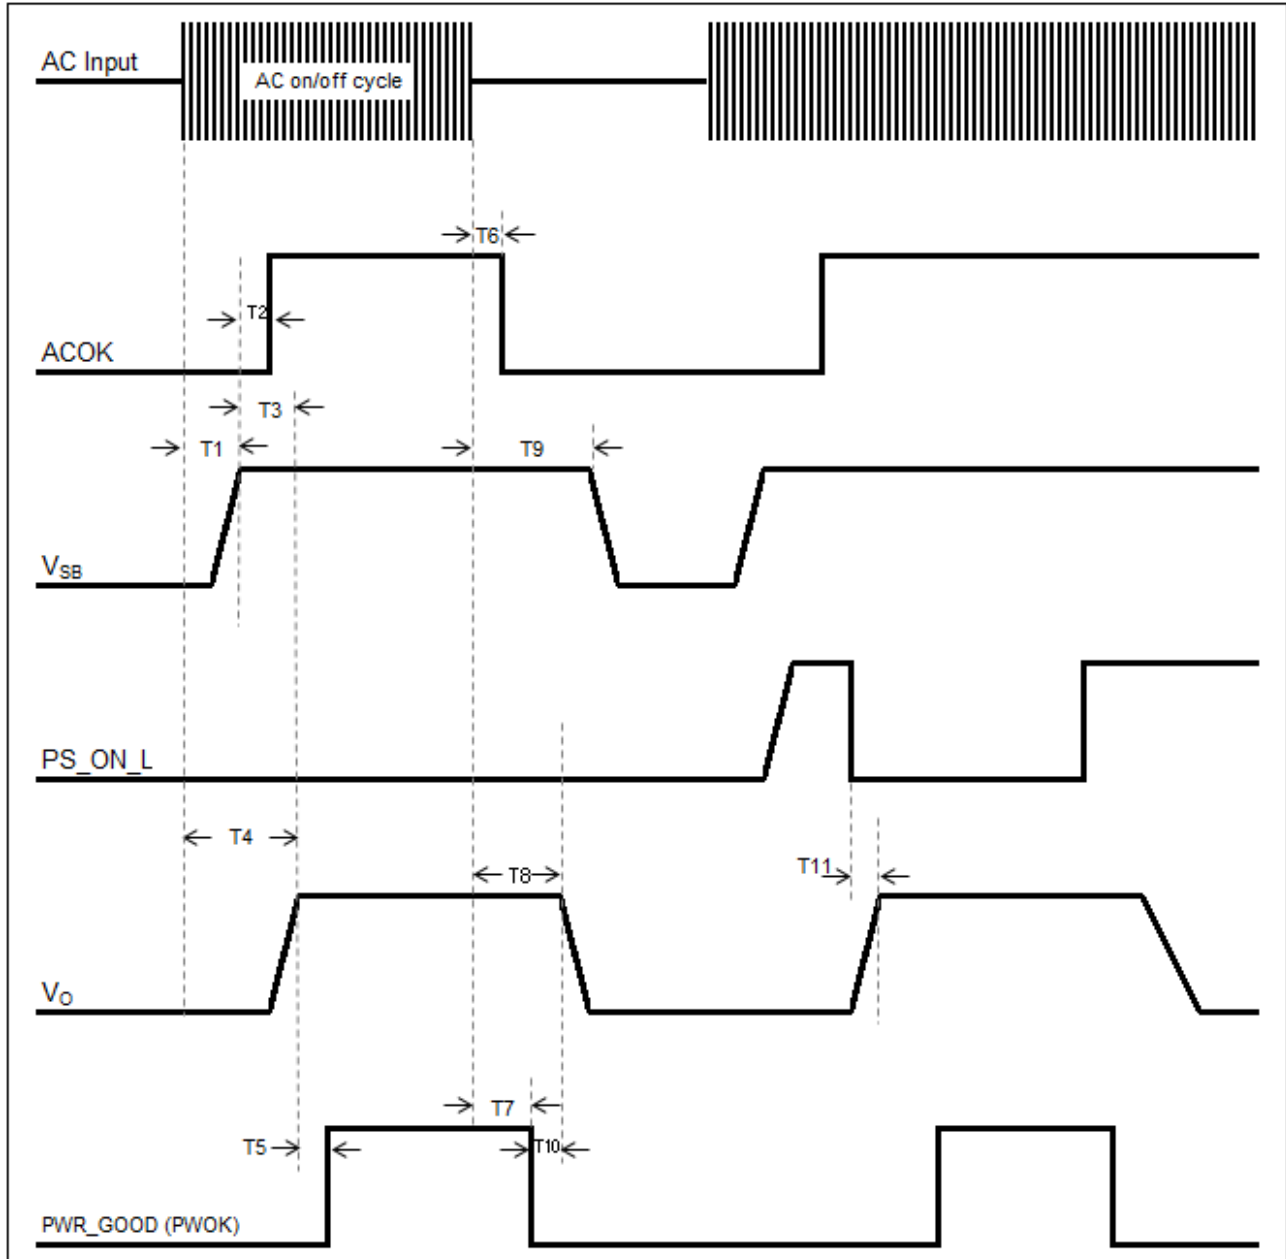 AC Input
AC on/off cycle
T6
T2
ACOK
T3
T1
T9
VSB
PS_ON_L
T4
T8
T11
VO
T7
T5
T10
PWR_GOOD (PWOK)